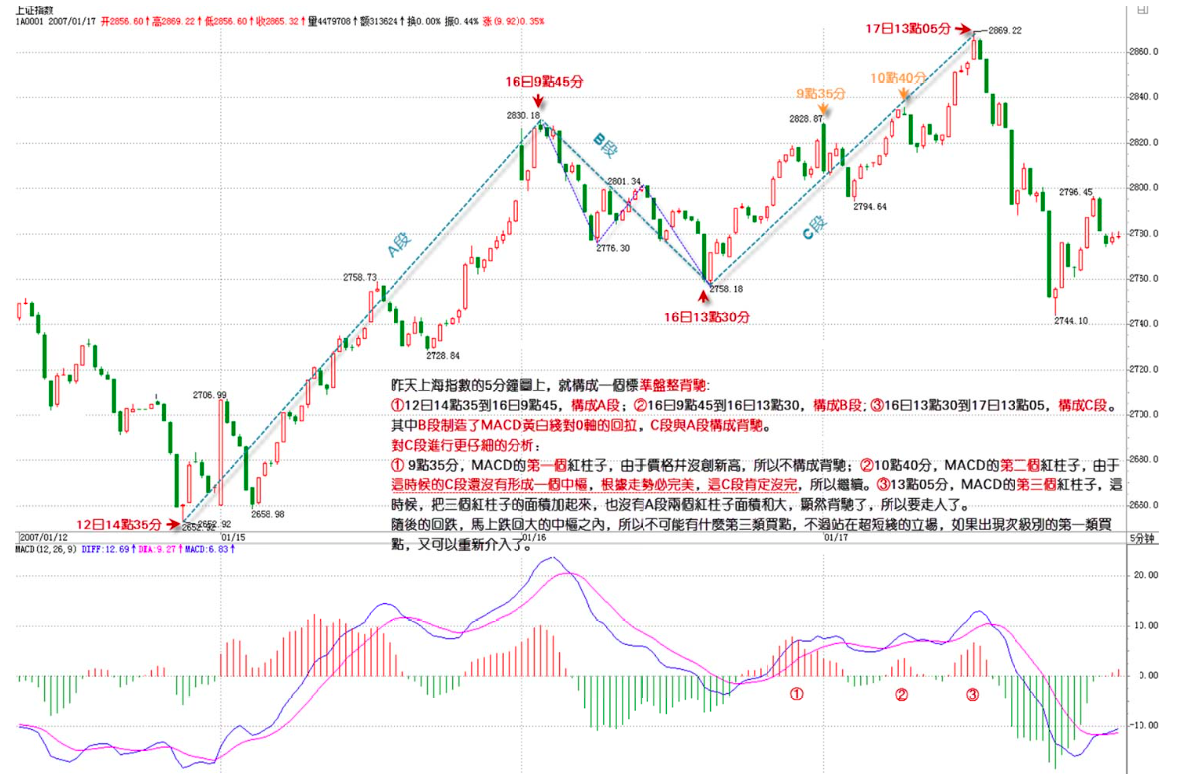 上证指数
1A0001 2007/01/17 开2856.60↑高2869.22↑低2856.60↑收2865.32↑量4479708↑额313624↑换0.00% 振0.44% 涨(9.92)0.35%
17日13點05分
2869.22
2860.0
16日9點45分
10點40分
9點35分
2840.0
2830.18
2828.87
B段
2820.0
2801.34
2800.0
2796.45
2794.64
C段
A段
2776.30
2730.0
2758.73
2758.18
2750.0
16日13點30分
2744.10
2740.0
2728.84
2720.0
昨天上海指數的5分鐘圖上，就構成一個標準盤整背馳:
2706.99
①12日14點35到16日9點45，構成A段；②16日9點45到16日13點30，構成B段；③16日13點30到17日13點05，構成C段。
2700.0
其中B段制造了MACD黃白綫對0軸的回拉，C段與A段構成背馳。
對C段進行更仔細的分析：
2680.0
① 9點35分，MACD的第一個紅柱子，由于價格并沒創新高，所以不構成背馳；②10點40分，MACD的第二個紅柱子，由于
這時候的C段還沒有形成一個中樞，根據走勢必完美，這C段肯定沒完，所以繼續。③13點05分，MACD的第三個紅柱子，這
時候，把三個紅柱子的面積加起來，也沒有A段兩個紅柱子面積和大，顯然背馳了，所以要走人了。
2660.0
2658.98
12日14點35分
2652.92
隨後的回跌，馬上跌回大的中樞之內，所以不可能有什麼第三類買點，不過站在超短綫的立場，如果出現次級別的第一類買
點，又可以重新介入了。
2007/01/12
01/15
01/16
01/17
5分钟
MACD(12,26,9) DIFF:12.69↑ DEA:9.27↑ MACD:6.83↑
20.00
10.00
0.00
① ② ③
-10.00